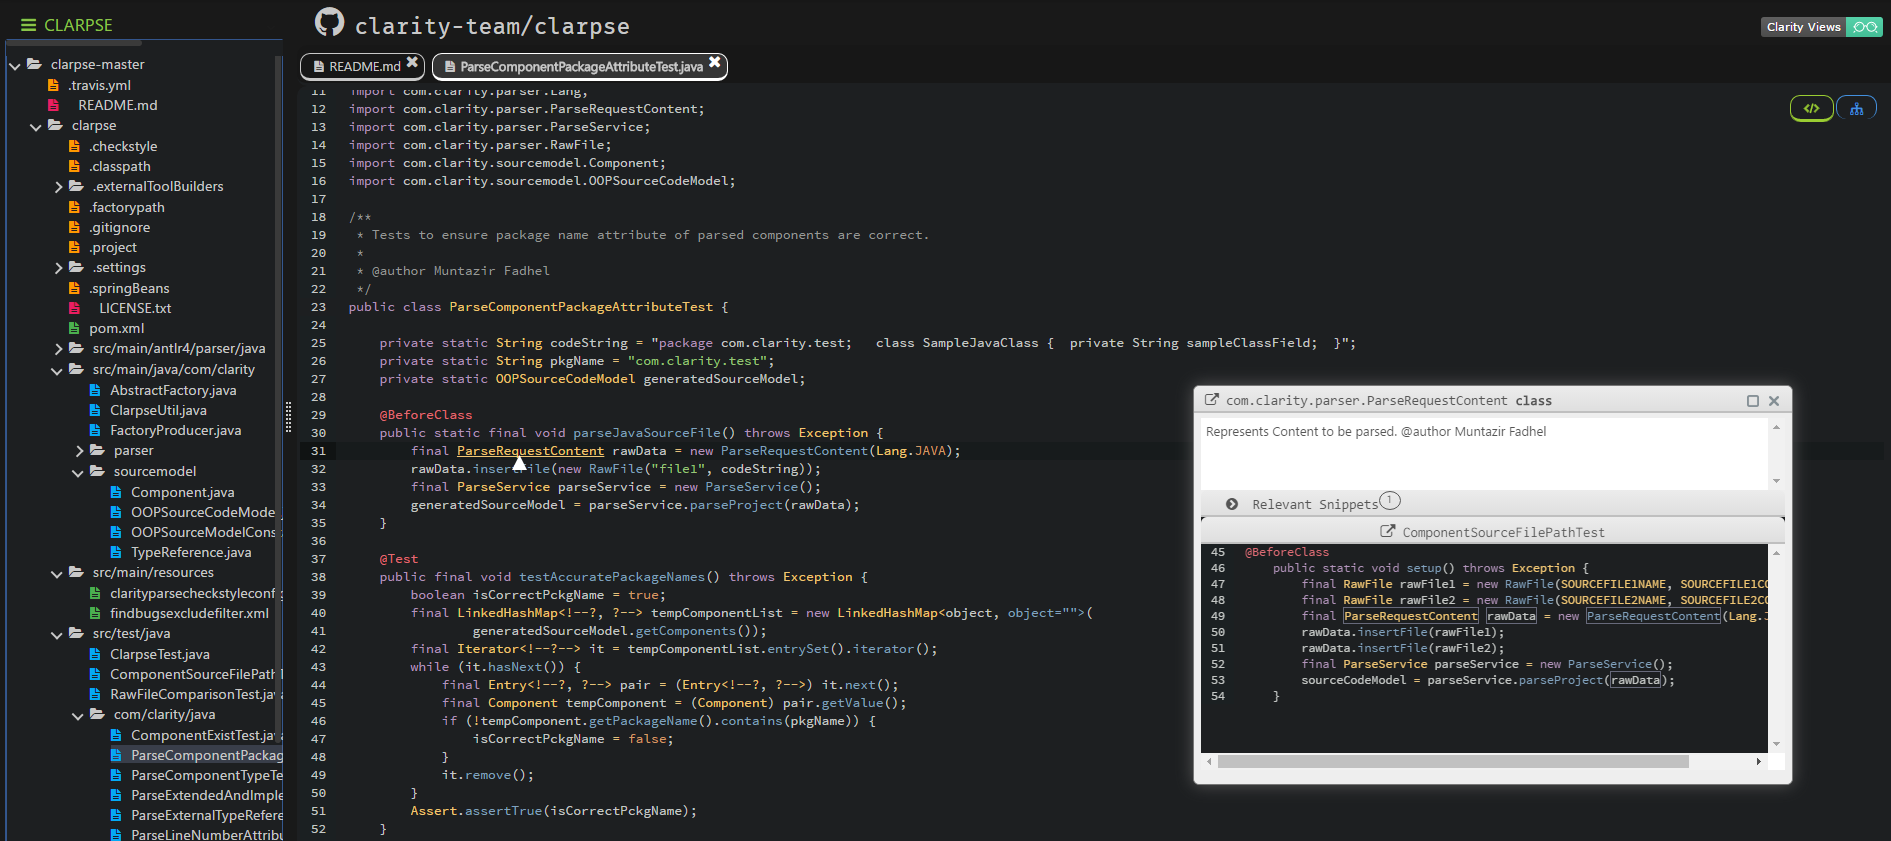 CLARPSE
clarity-team/clarpse
Clarity Views
README.md
ParseComponentPackageAttributeTest.java
clarpse-master
.travis.yml
README.md
clarpse
.checkstyle
.classpath
.externalToolBuilders
.factorypath
.gitignore
.project
.settings
.springBeans
LICENSE.txt
pom.xml
src/main/antlr4/parser/java
src/main/java/com/clarity
AbstractFactory.java
ClarpseUtil.java
FactoryProducer.java
parser
sourcemodel
Component.java
OOPSourceCodeMode
OOPSourceModelCons
TypeReference.java
src/main/resources
clarityparsecheckstyleconfig
findbugsexcludefilter.xml
src/test/java
ClarpseTest.java
ComponentSourceFilePathT
RawFileComparisonTest.java
com/clarity/java
ComponentExistTest.java
ParseComponentPackag
ParseComponentTypeTe
ParseExtendedAndImple
ParseExternalTypeRefere
ParseLineNumberAttribu
11 import com.clarity.parser.Lang;
12 import com.clarity.parser.ParseRequestContent;
13 import com.clarity.parser.ParseService;
14 import com.clarity.parser.RawFile;
15 import com.clarity.sourcemodel.Component;
16 import com.clarity.sourcemodel.OOPSourceCodeModel;
17
18 /**
19 * Tests to ensure package name attribute of parsed components are correct.
20 *
21 * @author Muntazir Fadhel
22 */
23 public class ParseComponentPackageAttributeTest {
24
25 private static String codeString = "package com.clarity.test;   class SampleJavaClass {  private String sampleClassField;  }";
26 private static String pkgName = "com.clarity.test";
27 private static OOPSourceCodeModel generatedSourceModel;
28
29 @BeforeClass
30 public static final void parseJavaSourceFile() throws Exception {
31 final ParseRequestContent rawData = new ParseRequestContent(Lang.JAVA);
32 rawData.insertFile(new RawFile("file1", codeString));
33 final ParseService parseService = new ParseService();
34 generatedSourceModel = parseService.parseProject(rawData);
35 }
36
37 @Test
38 public final void testAccuratePackageNames() throws Exception {
39 boolean isCorrectPckgName = true;
40 final LinkedHashMap<!--?, ?--> tempComponentList = new LinkedHashMap<object, object="">(
41 generatedSourceModel.getComponents());
42 final Iterator<!--?--> it = tempComponentList.entrySet().iterator();
43 while (it.hasNext()) {
44 final Entry<!--?, ?--> pair = (Entry<!--?, ?-->) it.next();
45 final Component tempComponent = (Component) pair.getValue();
46 if (!tempComponent.getPackageName().contains(pkgName)) {
47 isCorrectPckgName = false;
48 }
49 it.remove();
50 }
51 Assert.assertTrue(isCorrectPckgName);
52 }
com.clarity.parser.ParseRequestContent class
Represents Content to be parsed. @author Muntazir Fadhel
Relevant Snippets 1
ComponentSourceFilePathTest
45 @BeforeClass
46 public static void setup() throws Exception {
47 final RawFile rawFile1 = new RawFile(SOURCEFILE1NAME, SOURCEFILE1CO
48 final RawFile rawFile2 = new RawFile(SOURCEFILE2NAME, SOURCEFILE2CO
49 final ParseRequestContent rawData = new ParseRequestContent(Lang.J
50 rawData.insertFile(rawFile1);
51 rawData.insertFile(rawFile2);
52 final ParseService parseService = new ParseService();
53 sourceCodeModel = parseService.parseProject(rawData);
54 }